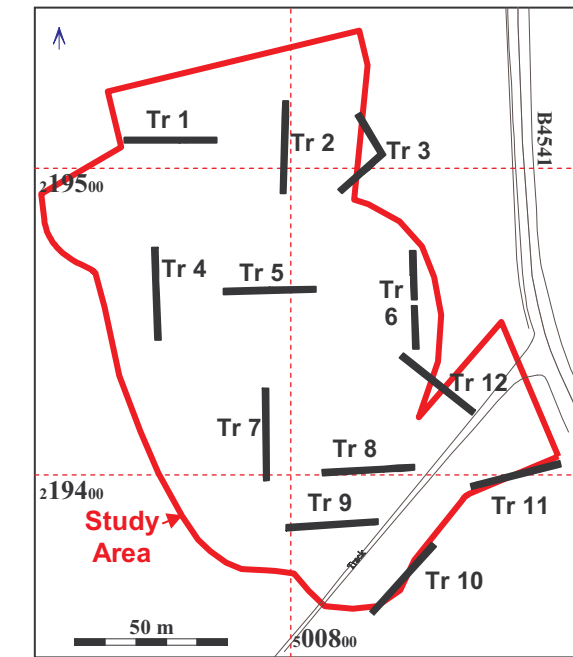 Tr 1
Tr 2
B4541
Tr 3
219500
Tr 4
Tr 5
Tr
6
Tr 12
Tr 7
Tr 8
219400
Tr 11
Study
Area
Tr 9
Track
Tr 10
50 m
500800